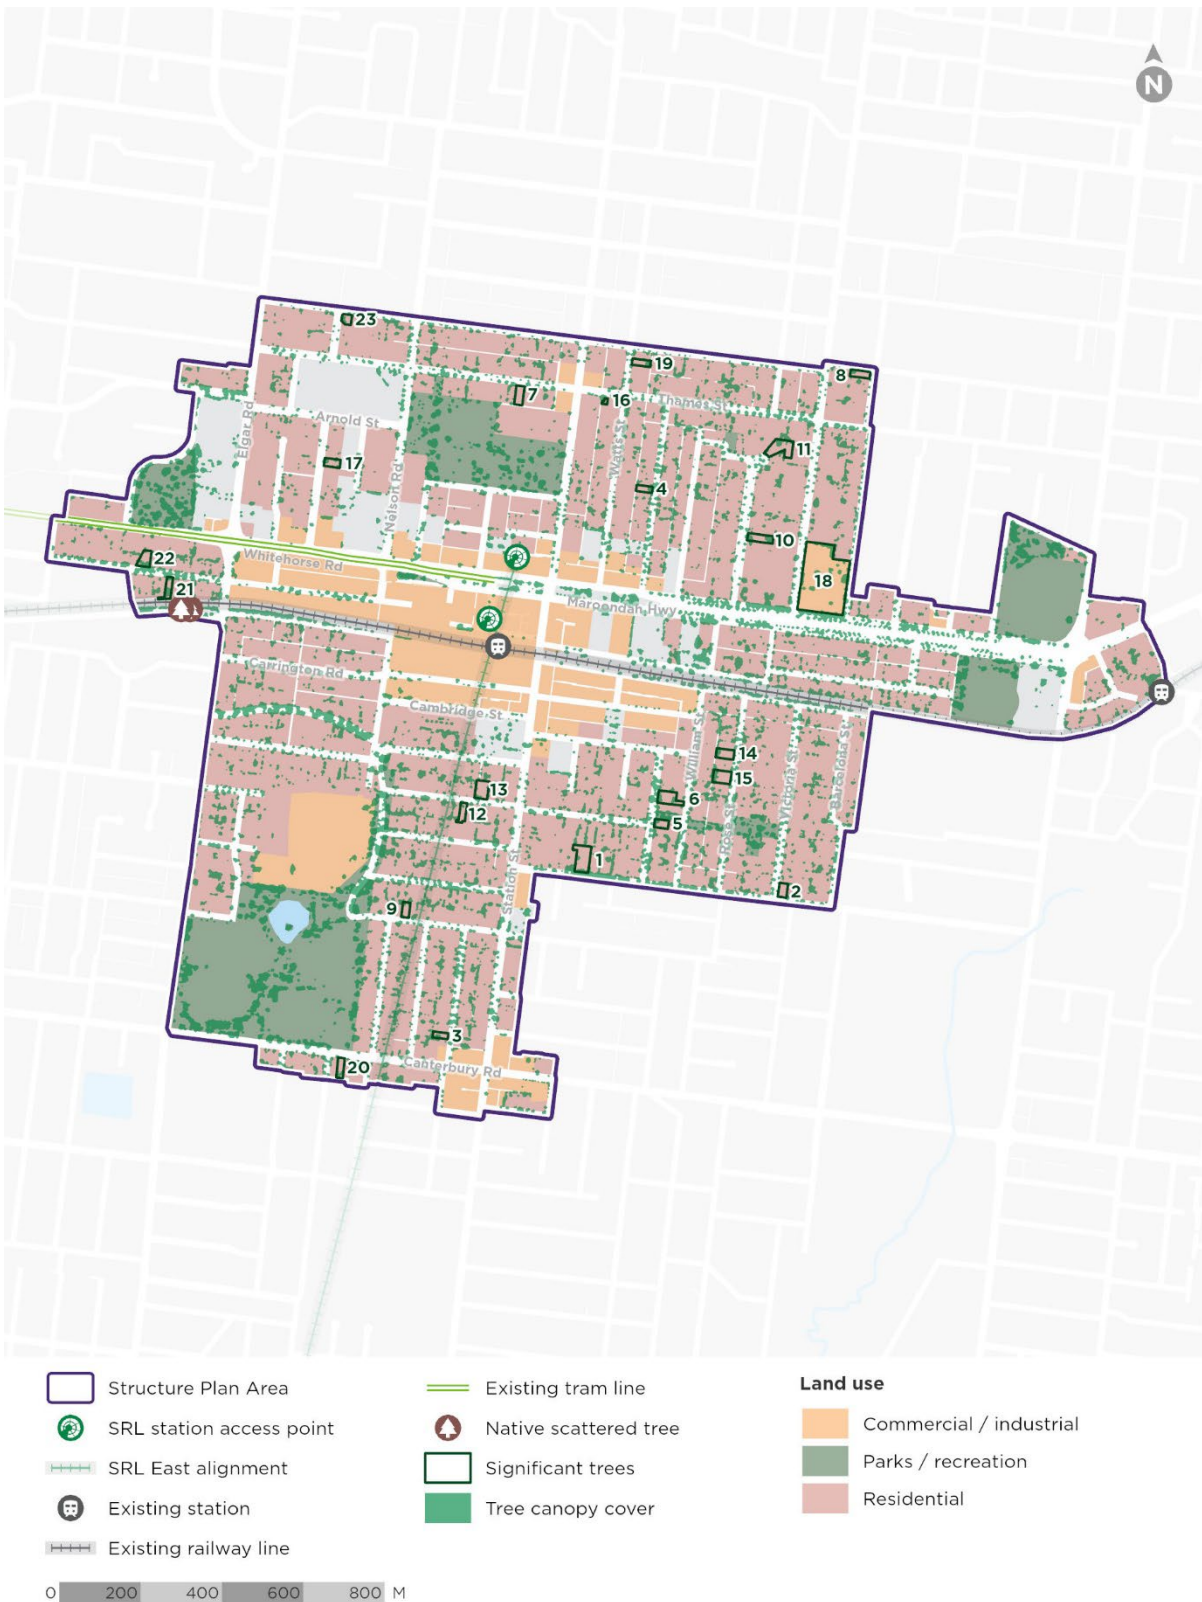 N
23
19
8
7
16
Thames St
Arnold St
Elgar Rd
Watts St
11
17
Nelson Rd
4
10
22
Whitehorse Rd
18
21
Maroondah Hwy
Carrington Rd
Cambridge St
William St
14
15
Victoria St
Barcelona St
13
6
12
5
Rose St
1
Station St
2
9
3
20
Canterbury Rd
Structure Plan Area
SRL station access point
SRL East alignment
Existing station
Existing railway line
Existing tram line
Native scattered tree
Significant trees
Tree canopy cover
Land use
Commercial / industrial
Parks / recreation
Residential
0 200 400 600 800 M